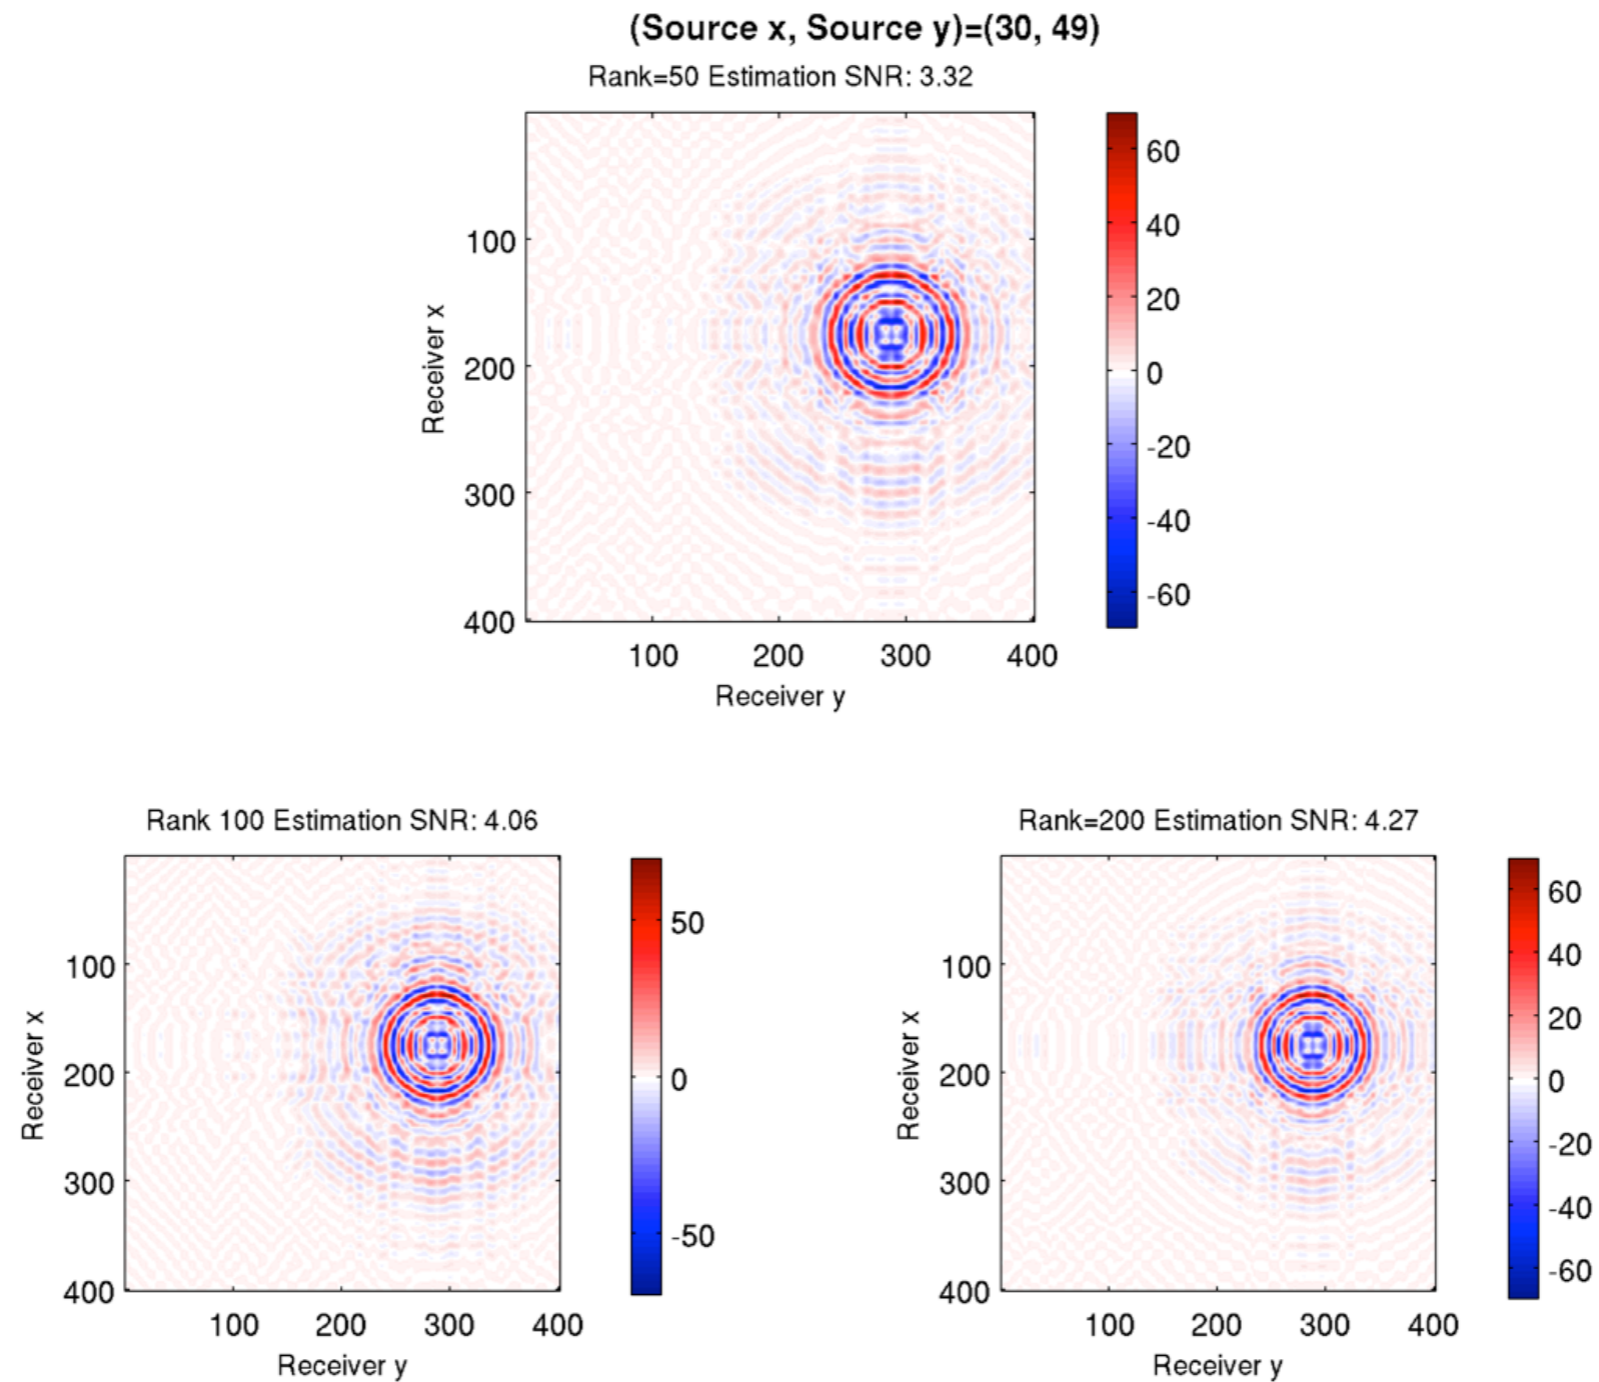 (Source x, Source y)=(30, 49)
Rank=50 Estimation SNR: 3.32
60
40
20
0
-20
-40
-60
Receiver x
100
200
300
400
100 200 300 400
Receiver y
Rank 100 Estimation SNR: 4.06
Receiver x
100
200
300
400
100 200 300 400
Receiver y
50
0
-50
Rank=200 Estimation SNR: 4.27
Receiver x
100
200
300
400
100 200 300 400
Receiver y
60
40
20
0
-20
-40
-60